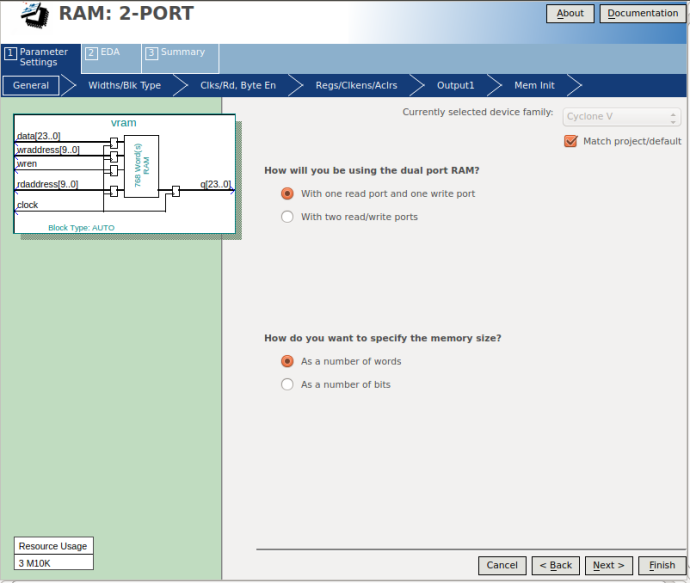 RAM: 2-PORT
About
Documentation
1 Parameter Settings
2 EDA
3 Summary
General
Widths/Blk Type
Clks/Rd, Byte En
Regs/Clkens/Aclrs
Output1
Mem Init
vram
data[23..0]
wraddress[9..0]
wren
rdaddress[9..0]
clock
768 Word(s)
RAM
q[23..0]
Block Type: AUTO
Currently selected device family:
Cyclone V
Match project/default
How will you be using the dual port RAM?
With one read port and one write port
With two read/write ports
How do you want to specify the memory size?
As a number of words
As a number of bits
Resource Usage
3 M10K
Cancel
< Back
Next >
Finish